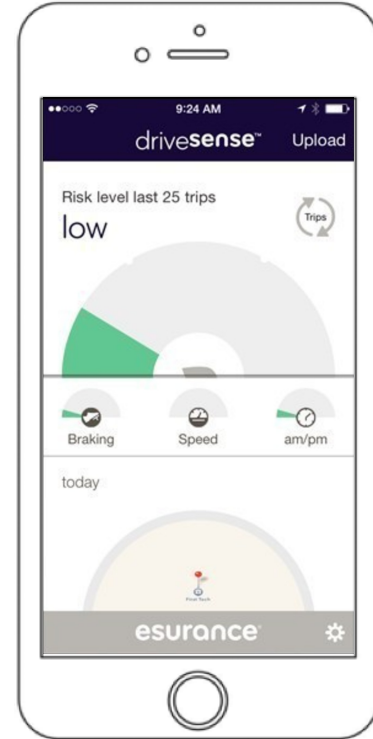 9:24 AM
drivesense™ Upload
Risk level last 25 trips
low
Trips
Braking Speed am/pm
today
esurance